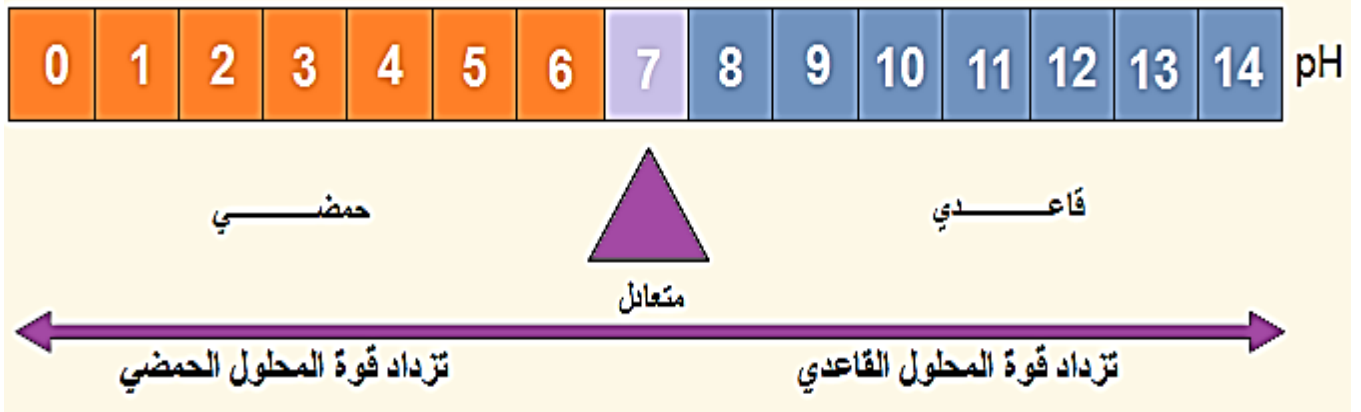 0 1 2 3 4 5 6 7 8 9 10 11 12 13 14 pH
حمضـــــــي قاعـــــــدي
متعادل
تزداد قوة المحلول الحمضي تزداد قوة المحلول القاعدي